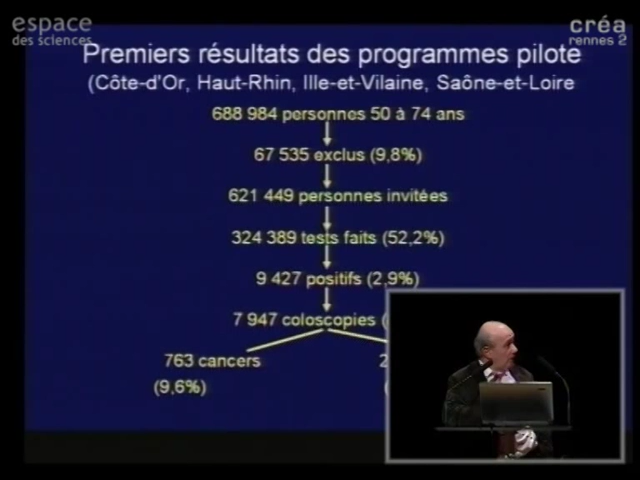 espace
des sciences
créa
rennes 2
Premiers résultats des programmes pilote
(Côte-d'Or, Haut-Rhin, Ille-et-Vilaine, Saône-et-Loire
688 984 personnes 50 à 74 ans
67 535 exclus (9,8%)
621 449 personnes invitées
324 389 tests faits (52,2%)
9 427 positifs (2,9%)
7 947 coloscopies (
763 cancers
2
(9,6%)
(